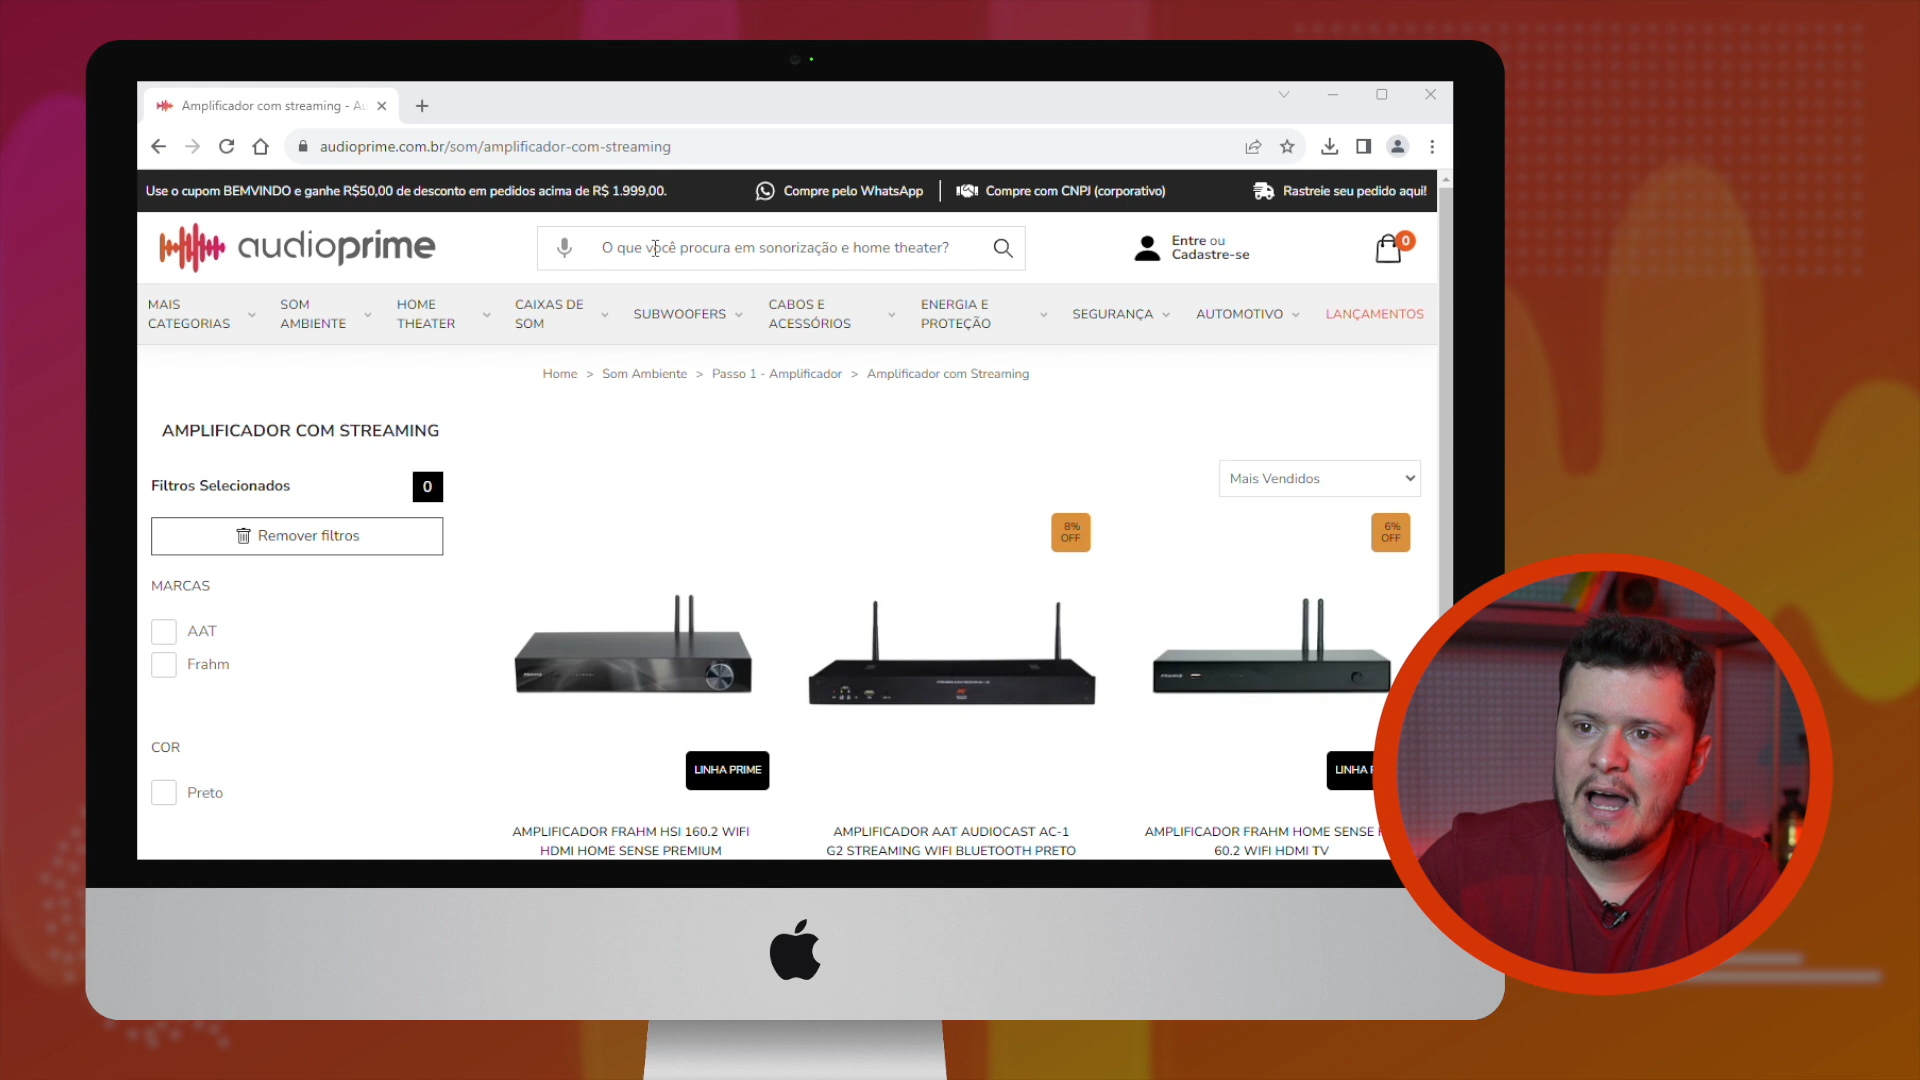 Amplificador com streaming - Au
audioprime.com.br/som/amplificador-com-streaming
Use o cupom BEMVINDO e ganhe R$50,00 de desconto em pedidos acima de R$ 1.999,00.
Compre pelo WhatsApp
Compre com CNPJ (corporativo)
Rastreie seu pedido aqui!
audioprime
O que você procura em sonorização e home theater?
Entre ou
Cadastre-se
0
MAIS
CATEGORIAS
SOM
AMBIENTE
HOME
THEATER
CAIXAS DE
SOM
SUBWOOFERS
CABOS E
ACESSÓRIOS
ENERGIA E
PROTEÇÃO
SEGURANÇA
AUTOMOTIVO
LANÇAMENTOS
Home > Som Ambiente > Passo 1 - Amplificador > Amplificador com Streaming
AMPLIFICADOR COM STREAMING
Filtros Selecionados
0
Remover filtros
MARCAS
AAT
Frahm
COR
Preto
Mais Vendidos
8%
OFF
6%
OFF
LINHA PRIME
LINHA
AMPLIFICADOR FRAHM HSI 160.2 WIFI
HDMI HOME SENSE PREMIUM
AMPLIFICADOR AAT AUDIOCAST AC-1
G2 STREAMING WIFI BLUETOOTH PRETO
AMPLIFICADOR FRAHM HOME SENSE
60.2 WIFI HDMI TV